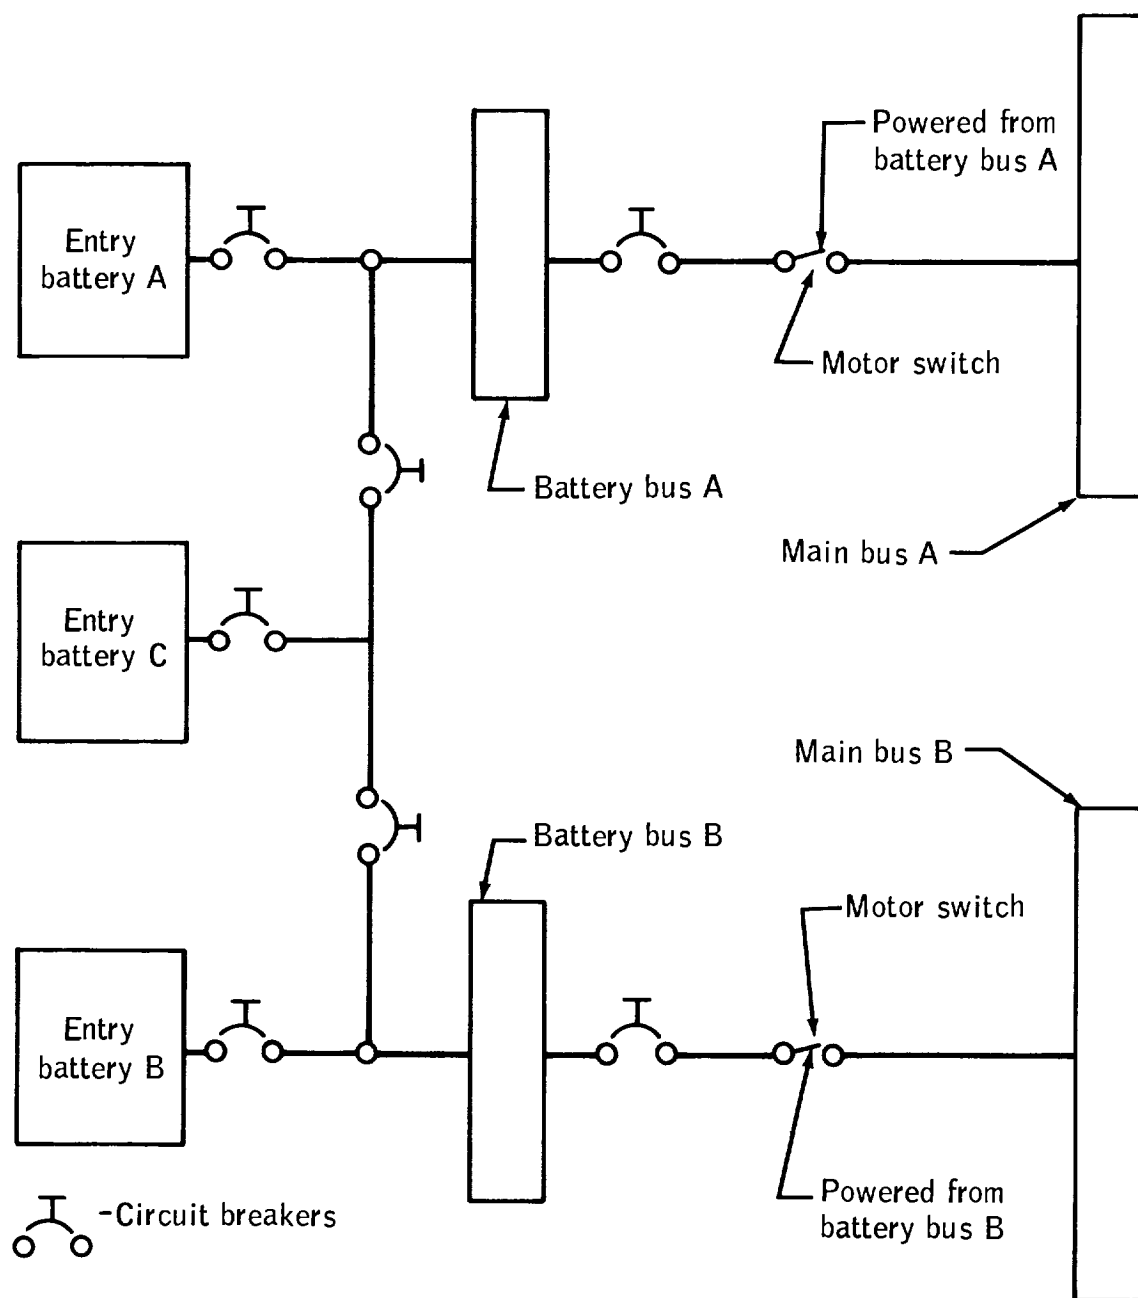 Powered from
battery bus A
Entry
battery A
Motor switch
Battery bus A
Main bus A
Entry
battery C
Main bus B
Battery bus B
Motor switch
Entry
battery B
Powered from
battery bus B
-Circuit breakers